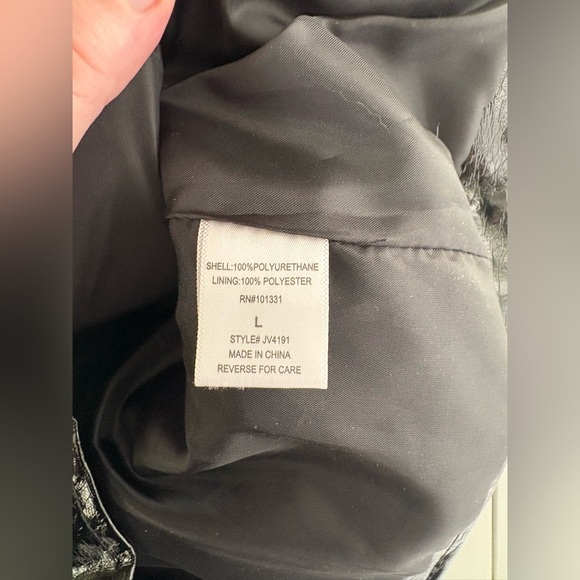 SHELL:100%POLYURETHANE
LINING:100% POLYESTER
RN#101331
L
STYLE# JV4191
MADE IN CHINA
REVERSE FOR CARE